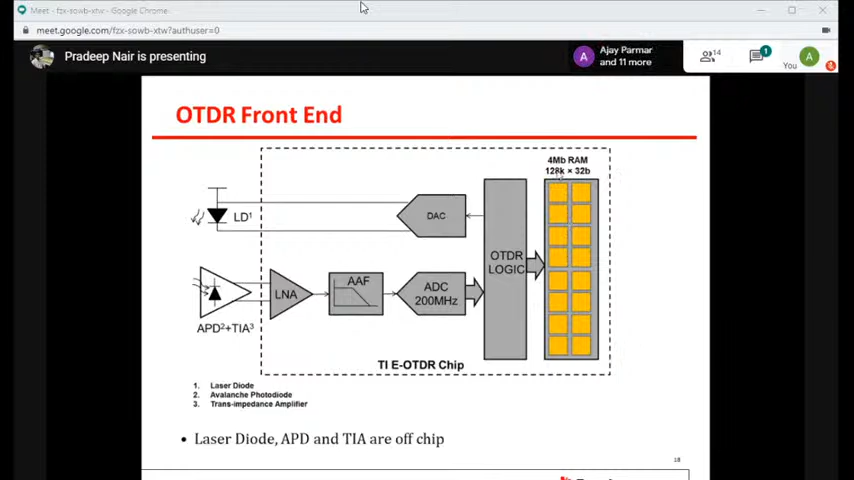 Meet - fzx-sowb-xtw - Google Chrome
meet.google.com/fzx-sowb-xtw?authuser=0
Pradeep Nair is presenting
Ajay Parmar
and 11 more
A
14
1
You
A
OTDR Front End
4Mb RAM
128k × 32b
LD1
DAC
OTDR
LOGIC
AAF
LNA
ADC
200MHz
APD2+TIA3
TI E-OTDR Chip
1. Laser Diode
2. Avalanche Photodiode
3. Trans-impedance Amplifier
• Laser Diode, APD and TIA are off chip
18